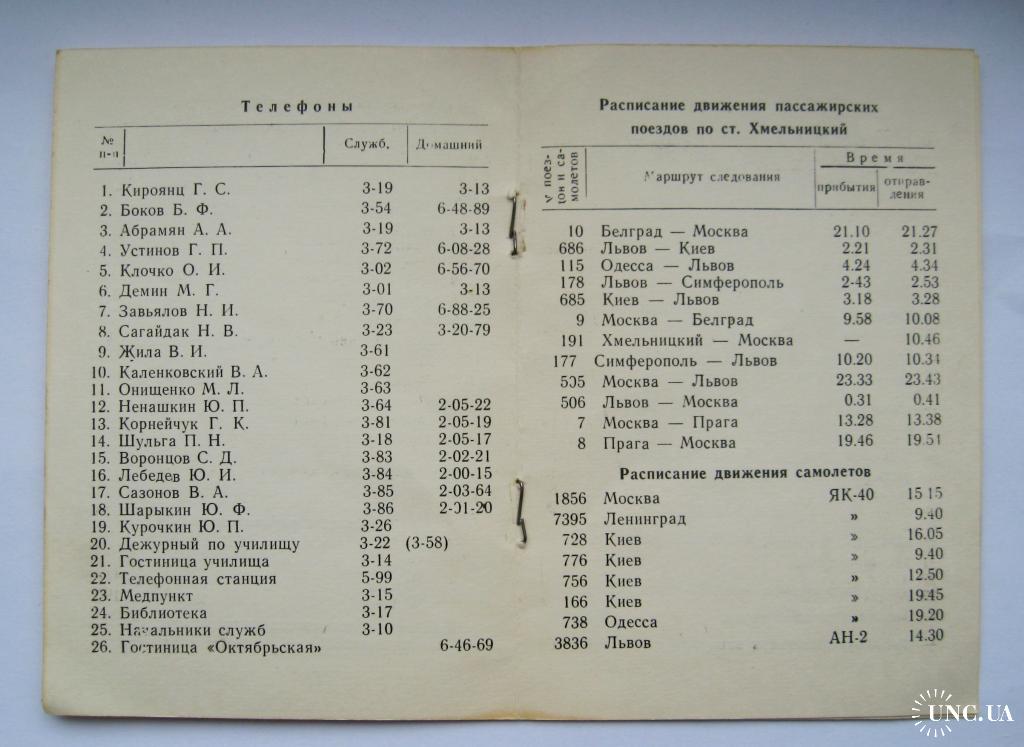 Телефоны
№ п-п Служб. Домашний
1. Кироянц Г. С. 3-19 3-13
2. Боков Б. Ф. 3-54 6-48-89
3. Абрамян А. А. 3-19 3-13
4. Устинов Г. П. 3-72 6-08-28
5. Клочко О. И. 3-02 6-56-70
6. Демин М. Г. 3-01 3-13
7. Завьялов Н. И. 3-70 6-88-25
8. Сагайдак Н. В. 3-23 3-20-79
9. Жила В. И. 3-61
10. Каленковский В. А. 3-62
11. Онищенко М. Л. 3-63
12. Ненашкин Ю. П. 3-64 2-05-22
13. Корнейчук Г. К. 3-81 2-05-19
14. Шульга П. Н. 3-18 2-05-17
15. Воронцов С. Д. 3-83 2-02-21
16. Лебедев Ю. И. 3-84 2-00-15
17. Сазонов В. А. 3-85 2-03-64
18. Шарыкин Ю. Ф. 3-86 2-01-20
19. Курочкин Ю. П. 3-26
20. Дежурный по училищу 3-22 (3-58)
21. Гостиница училища 3-14
22. Телефонная станция 5-99
23. Медпункт 3-15
24. Библиотека 3-17
25. Начальники служб 3-10
26. Гостиница «Октябрьская» 6-46-69
Расписание движения пассажирских
поездов по ст. Хмельницкий
№ поез-
дов и са-
молетов
Маршрут следования
Время
прибытия
отправ-
ления
10 Белград — Москва 21.10 21.27
686 Львов — Киев 2.21 2.31
115 Одесса — Львов 4.24 4.34
178 Львов — Симферополь 2-43 2.53
685 Киев — Львов 3.18 3.28
9 Москва — Белград 9.58 10.08
191 Хмельницкий — Москва — 10.46
177 Симферополь — Львов 10.20 10.34
505 Москва — Львов 23.33 23.43
506 Львов — Москва 0.31 0.41
7 Москва — Прага 13.28 13.38
8 Прага — Москва 19.46 19.51
Расписание движения самолетов
1856 Москва ЯК-40 15 15
7395 Ленинград » 9.40
728 Киев » 16.05
776 Киев » 9.40
756 Киев » 12.50
166 Киев » 19.45
738 Одесса » 19.20
3836 Львов АН-2 14.30
UNC.UA